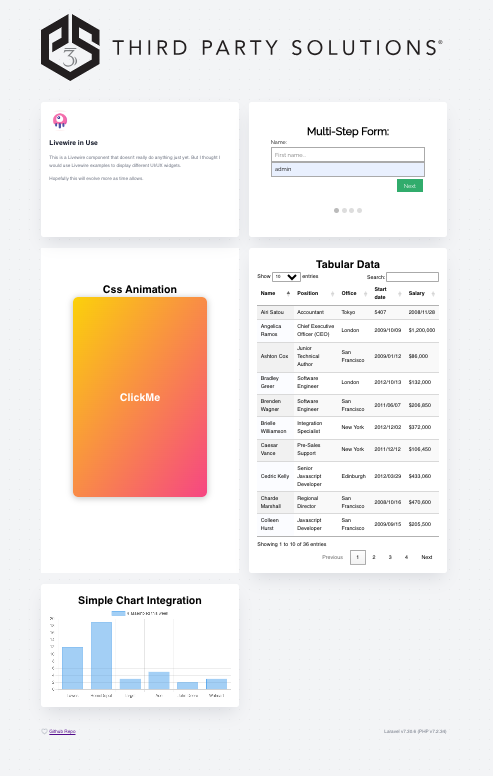 THIRD PARTY SOLUTIONS®
Livewire in Use
This is a Livewire component that doesn't really do anything just yet. But I thought I
would use Livewire examples to display different UI/UX widgets.
Hopefully this will evolve more as time allows.
Multi-Step Form:
Name:
First name...
admin
Next
Css Animation
ClickMe
Tabular Data
Show 10 entries Search:
Name Position Office Start date Salary
Airi Satou Accountant Tokyo 5407 2008/11/28
Angelica Ramos Chief Executive Officer (CEO) London 2009/10/09 $1,200,000
Ashton Cox Junior Technical Author San Francisco 2009/01/12 $86,000
Bradley Greer Software Engineer London 2012/10/13 $132,000
Brenden Wagner Software Engineer San Francisco 2011/06/07 $206,850
Brielle Williamson Integration Specialist New York 2012/12/02 $372,000
Caesar Vance Pre-Sales Support New York 2011/12/12 $106,450
Cedric Kelly Senior Javascript Developer Edinburgh 2012/03/29 $433,060
Charde Marshall Regional Director San Francisco 2008/10/16 $470,600
Colleen Hurst Javascript Developer San Francisco 2009/09/15 $205,500
Showing 1 to 10 of 36 entries
Previous 1 2 3 4 Next
Simple Chart Integration
20
18
16
14
12
10
8
6
4
2
0
Github Repo